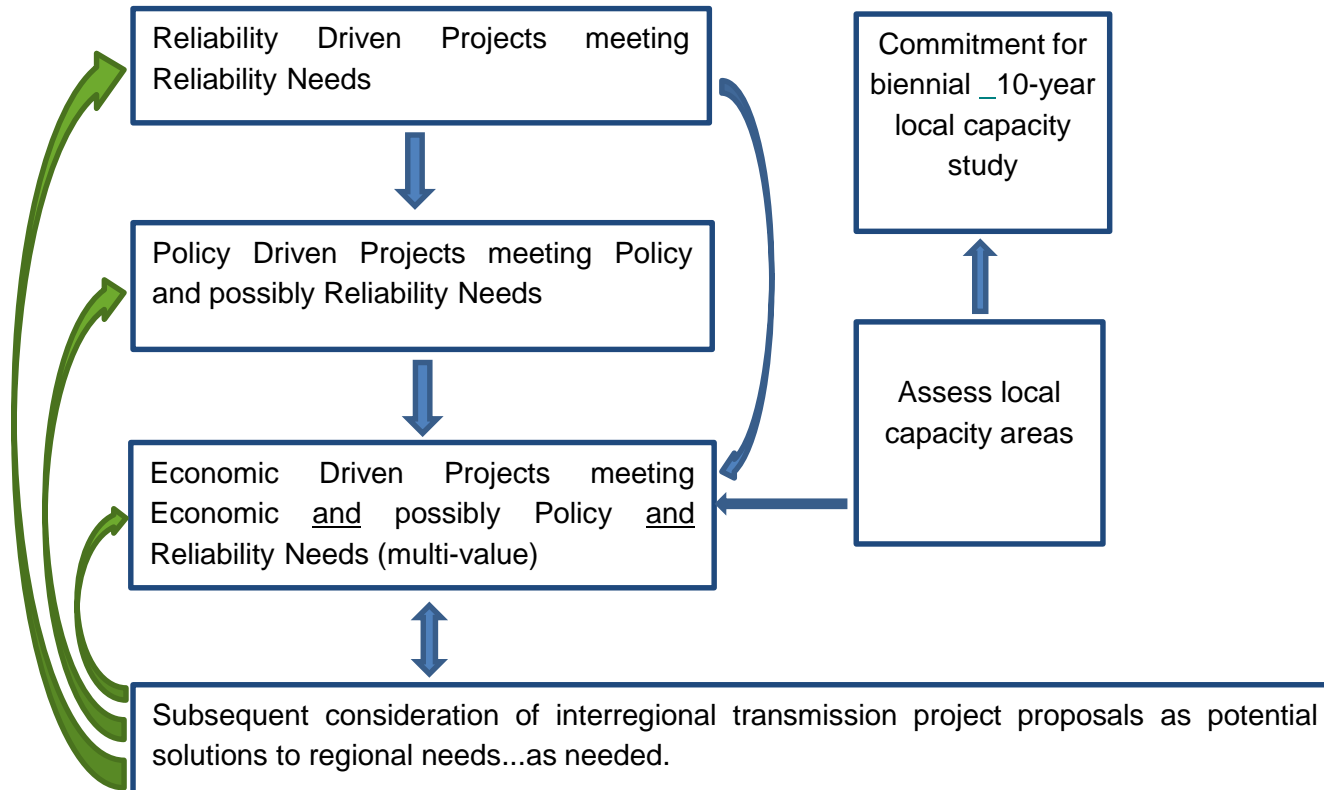 Reliability Driven Projects meeting
Reliability Needs
Commitment for
biennial _10-year
local capacity
study
Policy Driven Projects meeting Policy
and possibly Reliability Needs
Assess local
capacity areas
Economic Driven Projects meeting
Economic and possibly Policy and
Reliability Needs (multi-value)
Subsequent consideration of interregional transmission project proposals as potential
solutions to regional needs...as needed.